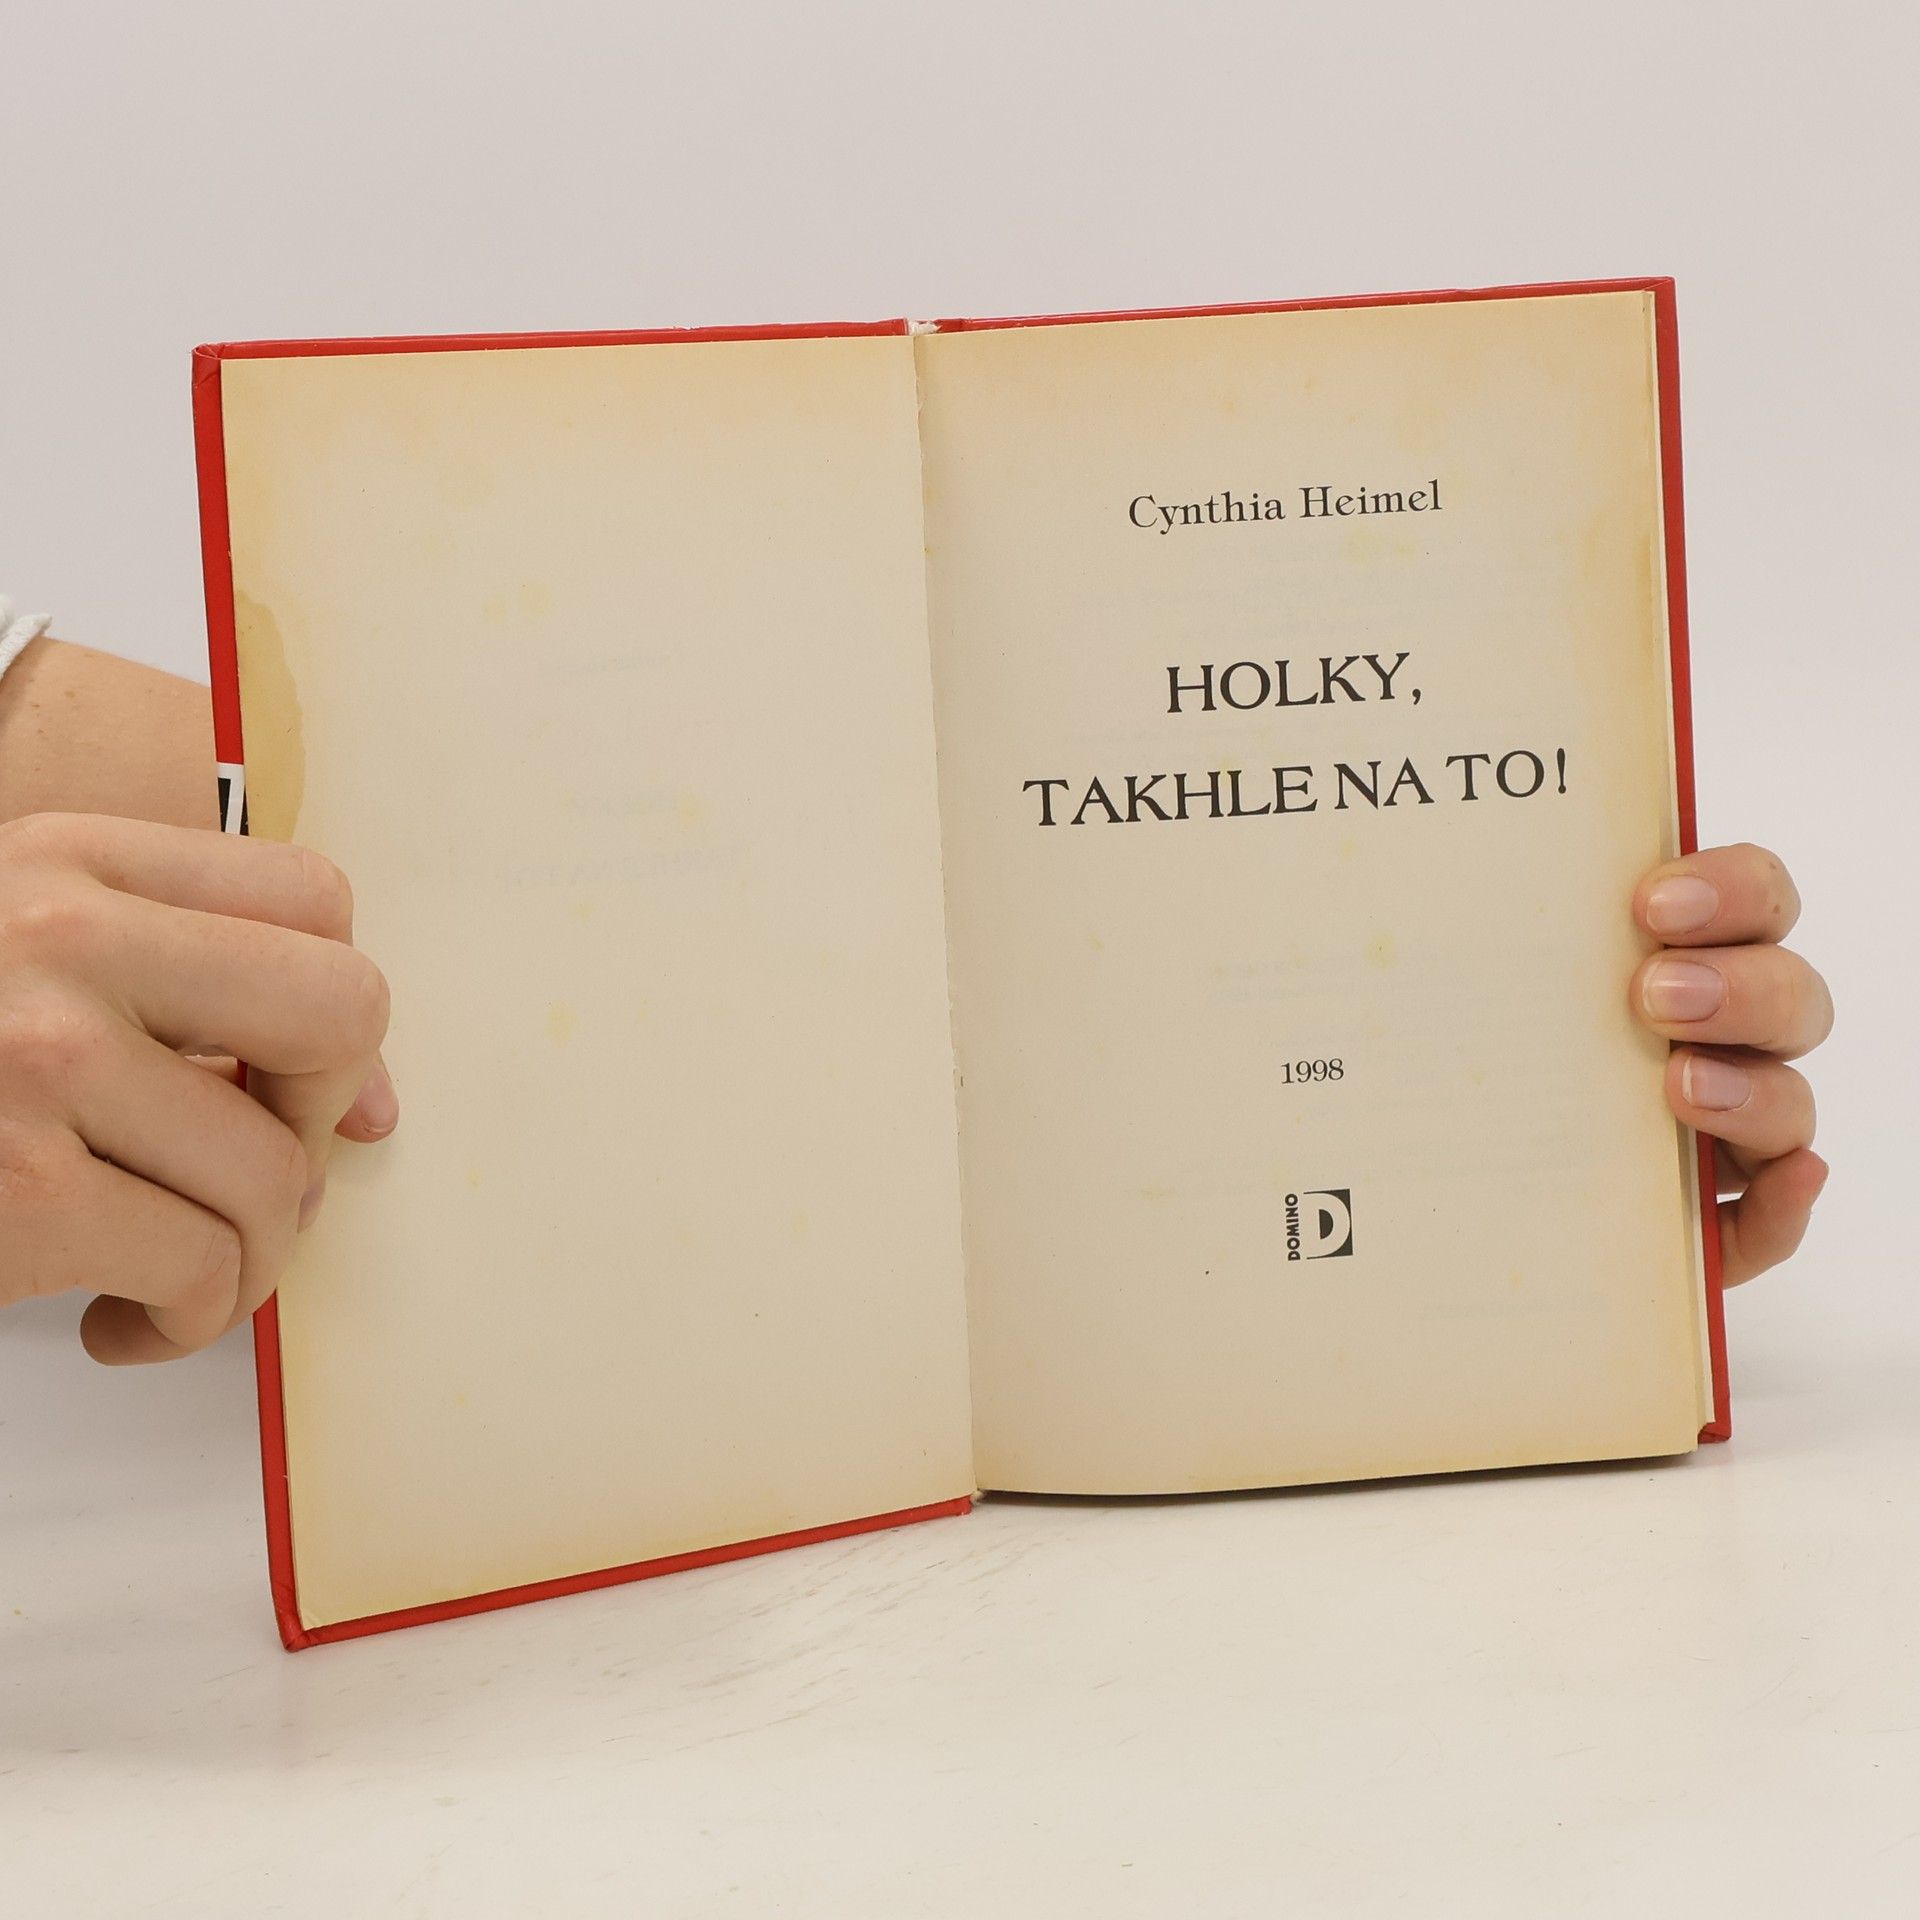 Cynthia Heimel
HOLKY,
TAKHLE NA TO!
1998
DOMINO
D